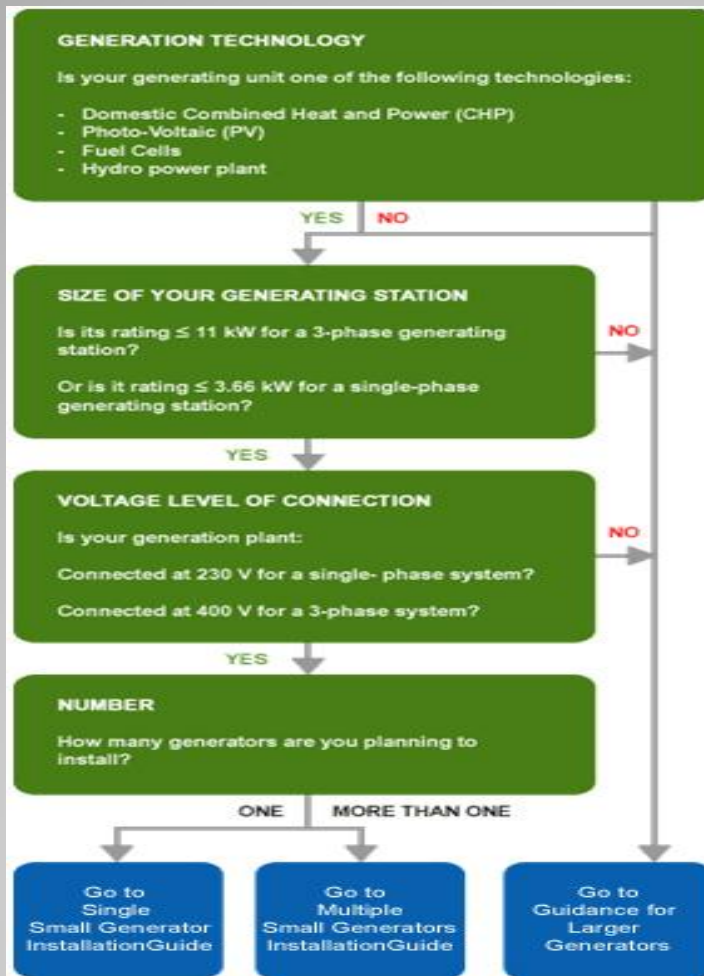 GENERATION TECHNOLOGY
Is your generating unit one of the following technologies:
- Domestic Combined Heat and Power (CHP)
- Photo-Voltaic (PV)
- Fuel Cells
- Hydro power plant
YES NO
SIZE OF YOUR GENERATING STATION
Is its rating ≤ 11 kW for a 3-phase generating
station?
Or is it rating ≤ 3.66 kW for a single-phase
generating station?
NO
YES
VOLTAGE LEVEL OF CONNECTION
Is your generation plant:
Connected at 230 V for a single- phase system?
Connected at 400 V for a 3-phase system?
NO
YES
NUMBER
How many generators are you planning to
install?
ONE MORE THAN ONE
Go to
Single
Small Generator
InstallationGuide
Go to
Multiple
Small Generators
InstallationGuide
Go to
Guidance for
Larger
Generators